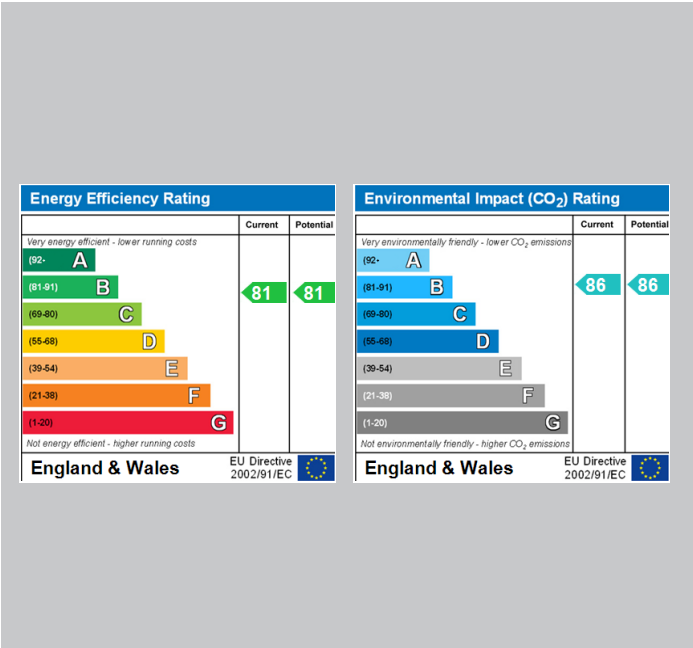 Energy Efficiency Rating
Current Potential
Very energy efficient - lower running costs
(92- A
(81-91) B
81 81
(69-80) C
(55-68) D
(39-54) E
(21-38) F
(1-20) G
Not energy efficient - higher running costs
England & Wales
EU Directive
2002/91/EC
Environmental Impact (CO₂) Rating
Current Potential
Very environmentally friendly - lower CO₂ emissions
(92- A
(81-91) B
86 86
(69-80) C
(55-68) D
(39-54) E
(21-38) F
(1-20) G
Not environmentally friendly - higher CO₂ emissions
England & Wales
EU Directive
2002/91/EC